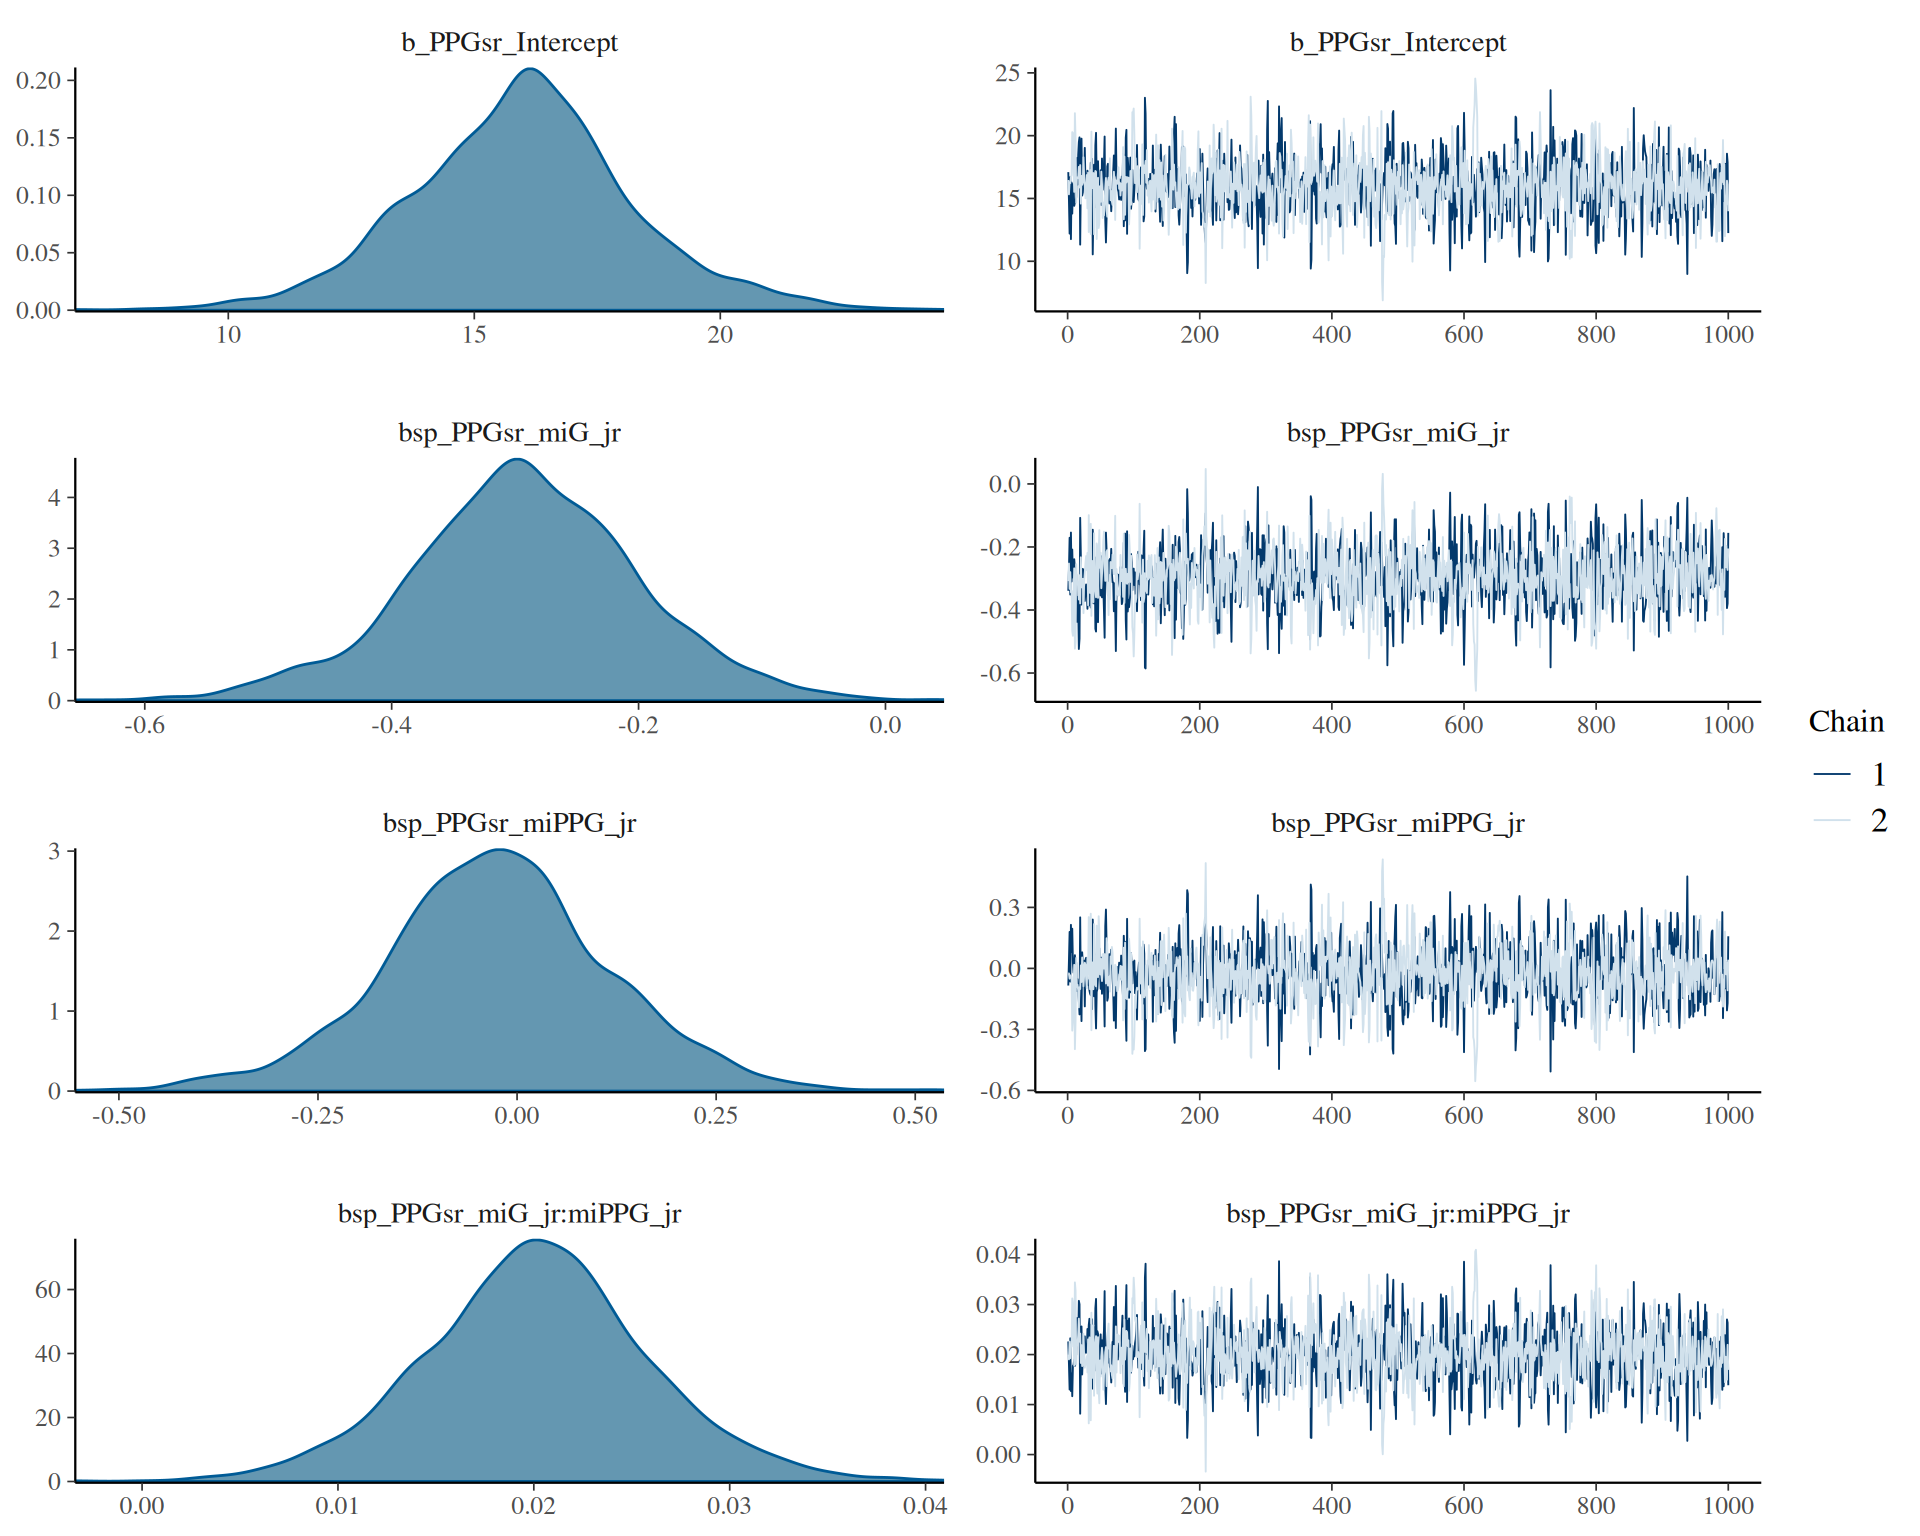 b_PPGsr_Intercept
0.20
0.15
0.10
0.05
0.00
10 15 20
b_PPGsr_Intercept
25
20
15
10
0 200 400 600 800 1000
bsp_PPGsr_miG_jr
4
3
2
1
0
-0.6 -0.4 -0.2 0.0
bsp_PPGsr_miG_jr
0.0
-0.2
-0.4
-0.6
0 200 400 600 800 1000
bsp_PPGsr_miPPG_jr
3
2
1
0
-0.50 -0.25 0.00 0.25 0.50
bsp_PPGsr_miPPG_jr
0.3
0.0
-0.3
-0.6
0 200 400 600 800 1000
bsp_PPGsr_miG_jr:miPPG_jr
60
40
20
0
0.00 0.01 0.02 0.03 0.04
bsp_PPGsr_miG_jr:miPPG_jr
0.04
0.03
0.02
0.01
0.00
0 200 400 600 800 1000
Chain
1
2